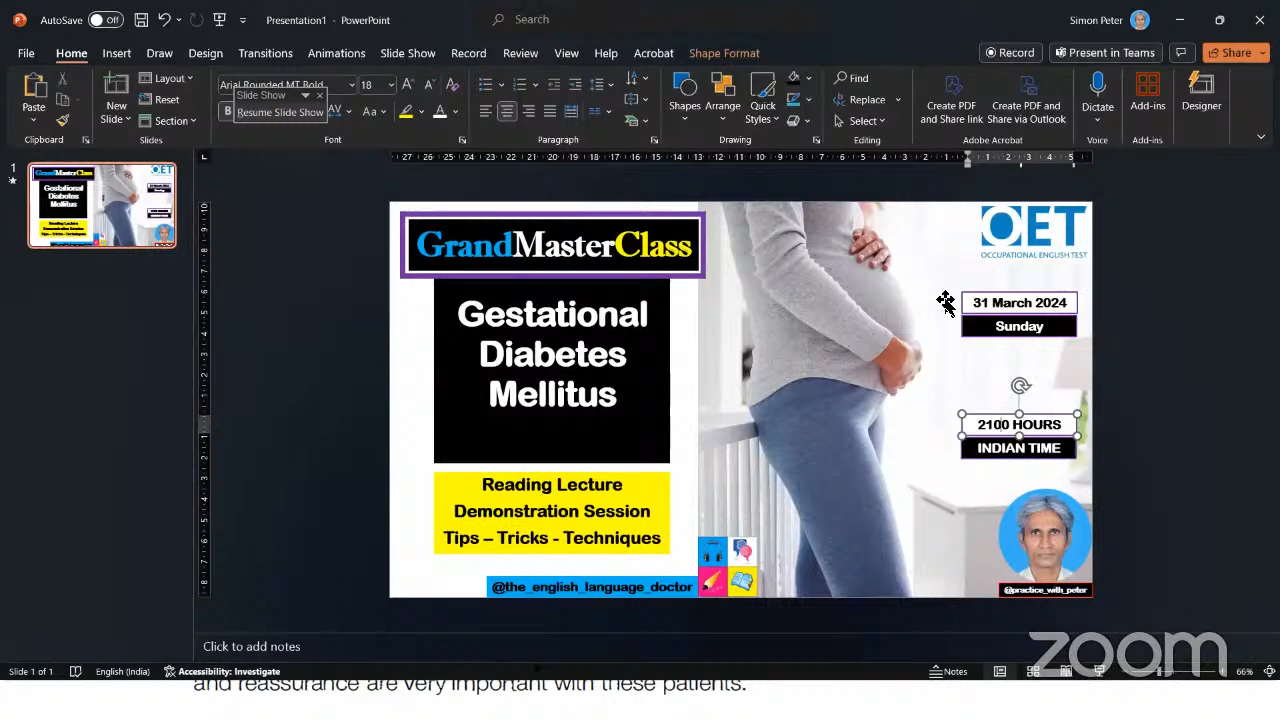 AutoSave Off Presentation1 • PowerPoint Search Simon Peter
File Home Insert Draw Design Transitions Animations Slide Show Record Review View Help Acrobat Shape Format Record Present in Teams Share
Paste New Slide Layout Reset Section Arial Rounded MT Bold 18 Shapes Arrange Quick Styles Find Replace Select Create PDF and Share link Create PDF and Share via Outlook Dictate Add-ins Designer
Slide Show
Resume Slide Show
Clipboard Slides Font Paragraph Drawing Editing Adobe Acrobat Voice Add-ins
1
GrandMasterClass
Gestational
Diabetes
Mellitus
Reading Lecture
Demonstration Session
Tips – Tricks - Techniques
@the_english_language_doctor
OET
OCCUPATIONAL ENGLISH TEST
31 March 2024
Sunday
2100 HOURS
INDIAN TIME
@practice_with_peter
Click to add notes
zoom
Slide 1 of 1 English (India) Accessibility: Investigate Notes 66%
and reassurance are very important with these patients.